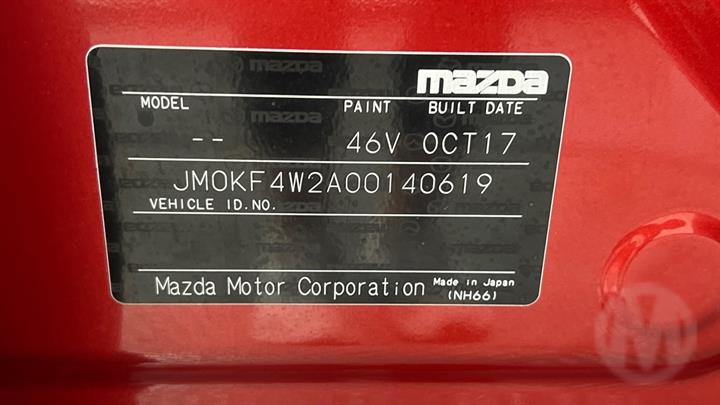 mazda
MODEL PAINT BUILT DATE
-- 46V OCT17
JM0KF4W2A00140619
VEHICLE ID.NO.
Mazda Motor Corporation Made in Japan
(NH66)